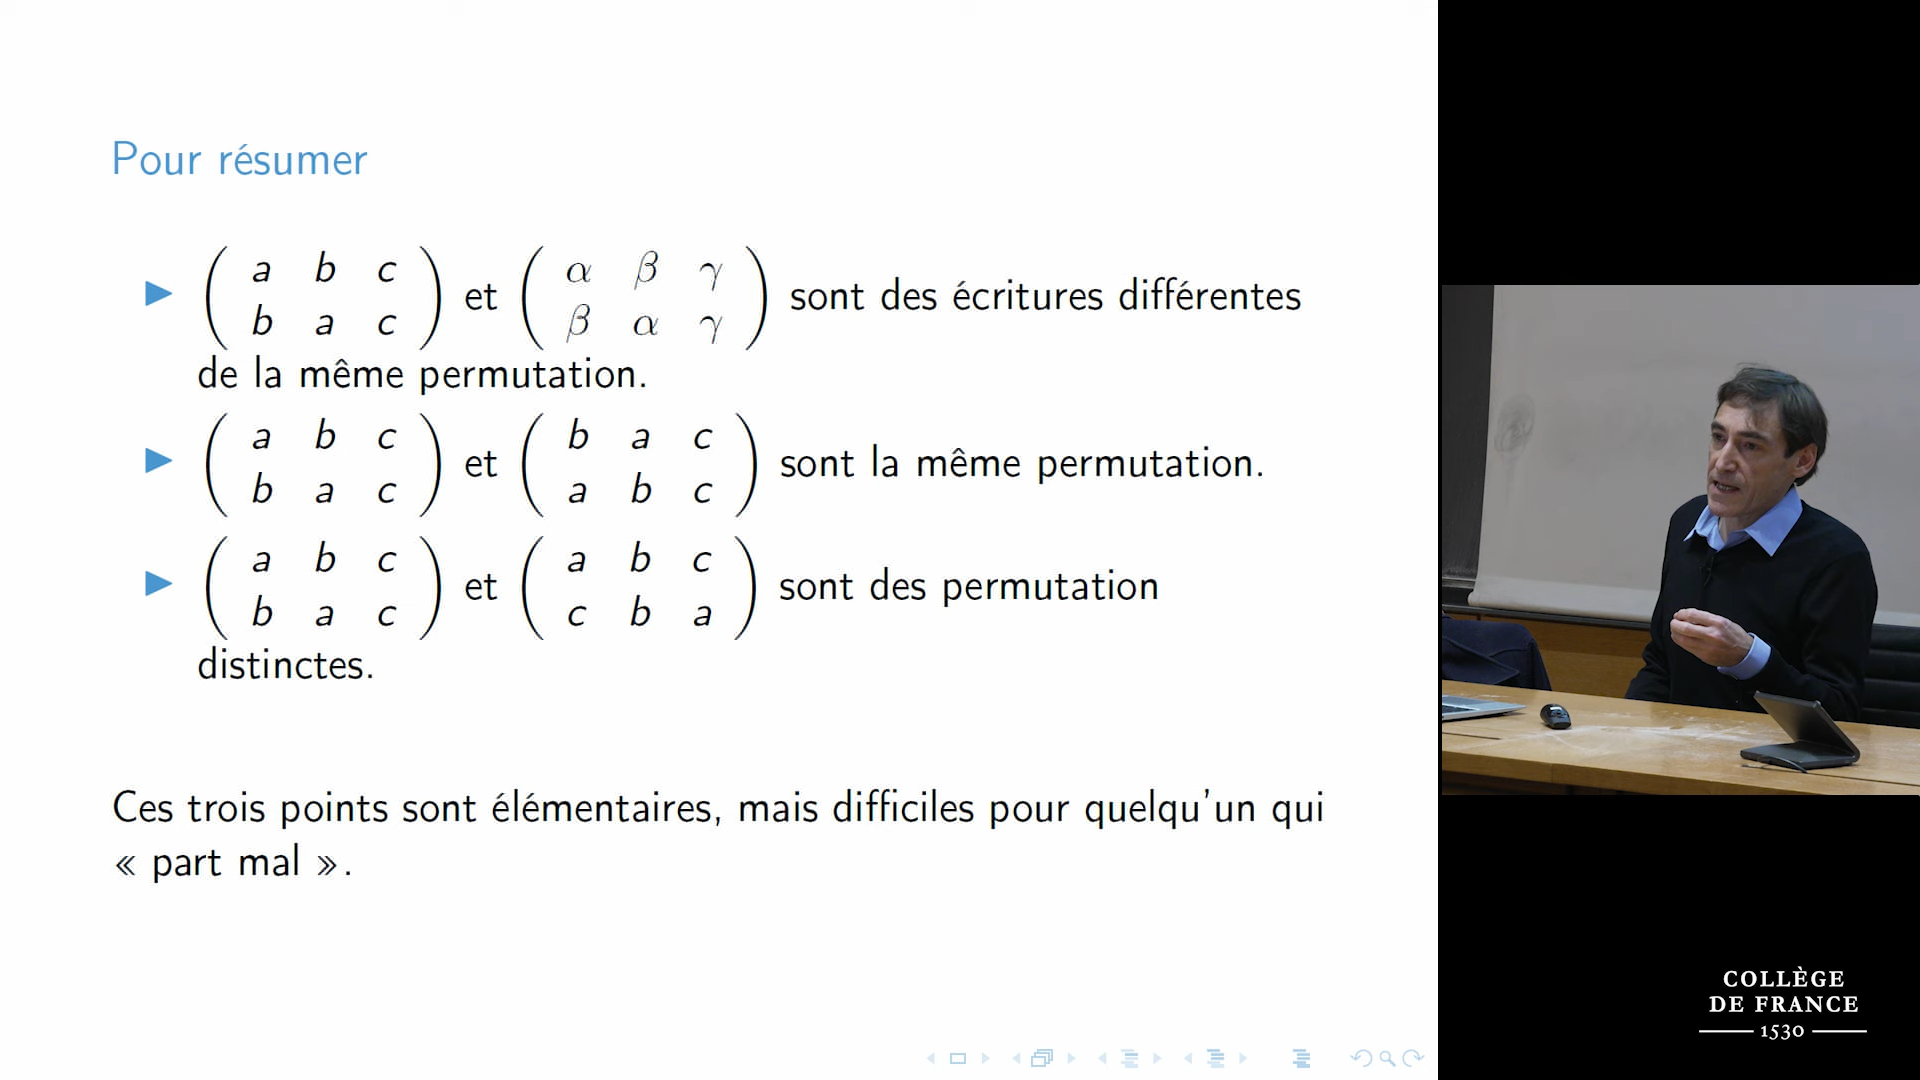 Pour résumer
( a b c
b a c ) et ( α β γ
β α γ ) sont des écritures différentes
de la même permutation.
( a b c
b a c ) et ( b a c
a b c ) sont la même permutation.
( a b c
b a c ) et ( a b c
c b a ) sont des permutation
distinctes.
Ces trois points sont élémentaires, mais difficiles pour quelqu'un qui
« part mal ».
COLLÈGE
DE FRANCE
1530